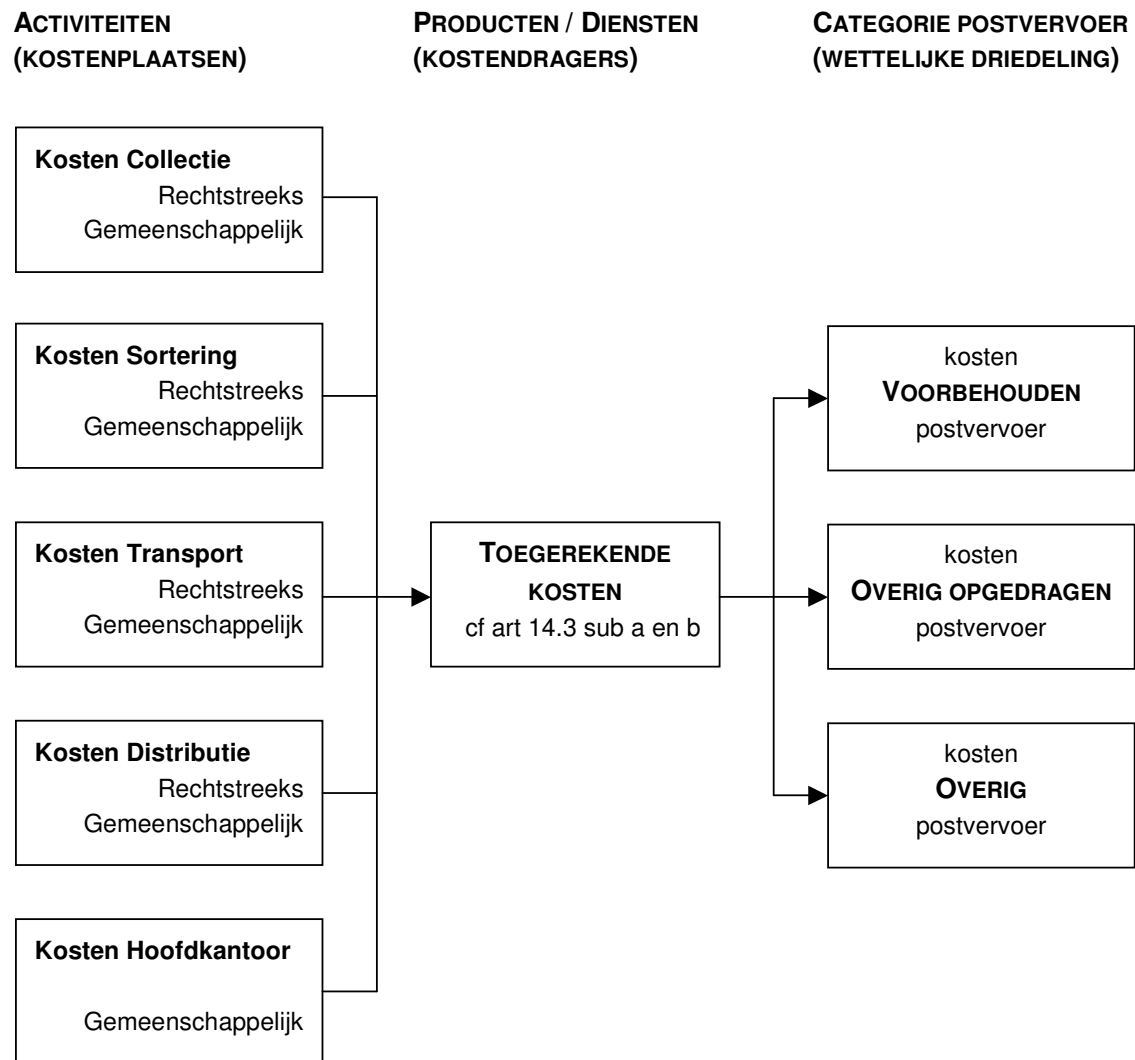 ACTIVITEITEN
(KOSTENPLAATSEN)
PRODUCTEN / DIENSTEN
(KOSTENDRAGERS)
CATEGORIE POSTVERVOER
(WETTELIJKE DRIEDELING)
Kosten Collectie
Rechtstreeks
Gemeenschappelijk
Kosten Sortering
Rechtstreeks
Gemeenschappelijk
Kosten Transport
Rechtstreeks
Gemeenschappelijk
Kosten Distributie
Rechtstreeks
Gemeenschappelijk
Kosten Hoofdkantoor
Gemeenschappelijk
TOEGEREKENDE
KOSTEN
cf art 14.3 sub a en b
kosten
VOORBEHOUDEN
postvervoer
kosten
OVERIG OPGEDRAGEN
postvervoer
kosten
OVERIG
postvervoer